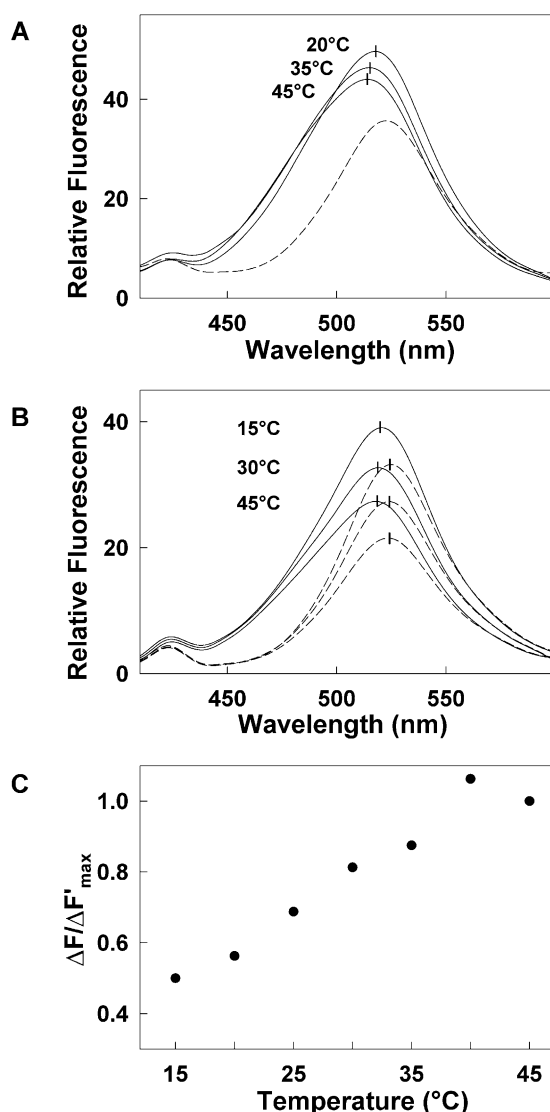 A
20°C
35°C
45°C
Relative Fluorescence
40
20
0
450 500 550
Wavelength (nm)
B
15°C
30°C
45°C
Relative Fluorescence
40
20
0
450 500 550
Wavelength (nm)
C
ΔF/ΔF'max
1.0
0.8
0.6
0.4
15 25 35 45
Temperature (°C)